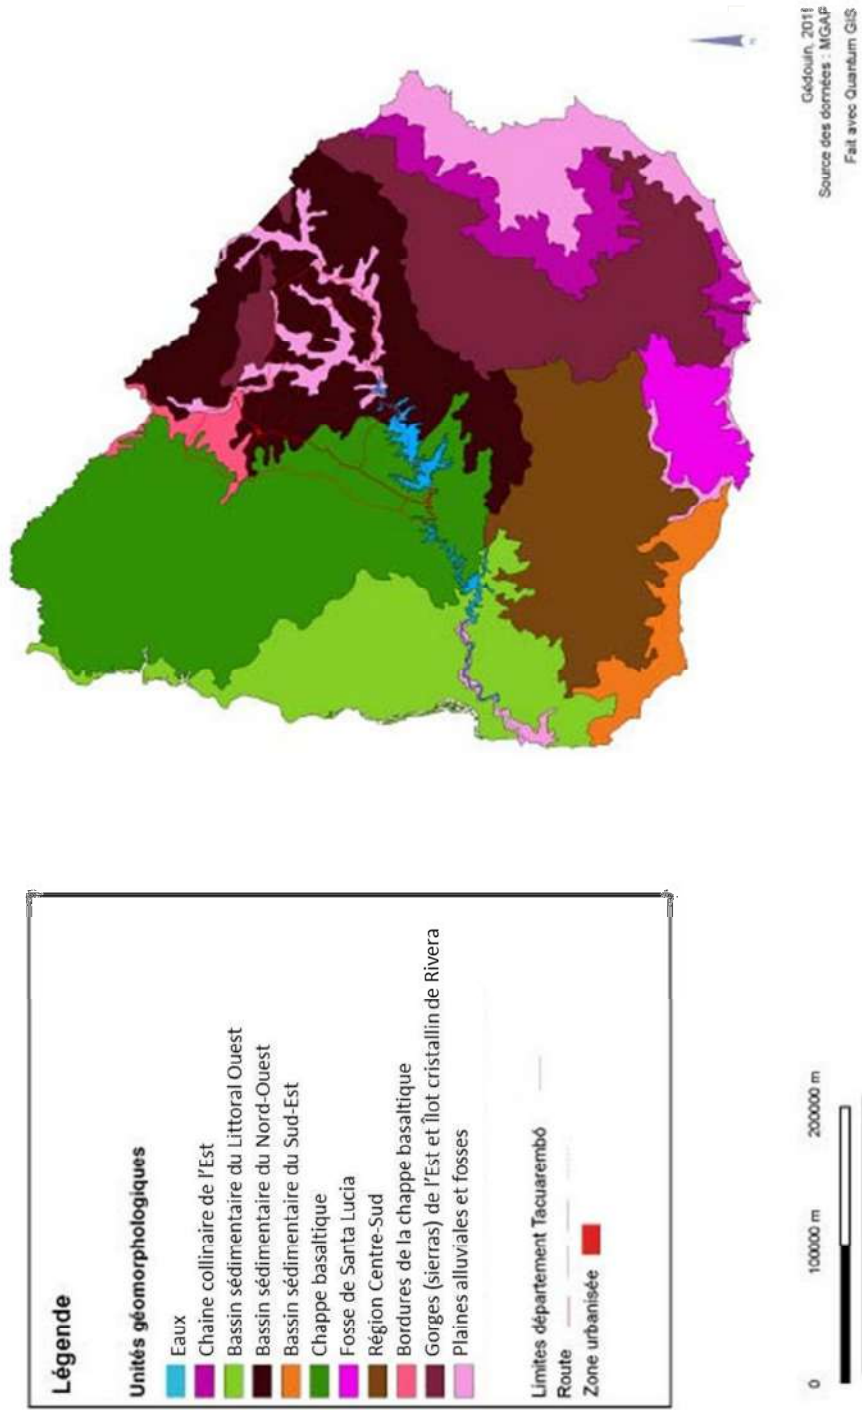 Légende
Unités géomorphologiques
Eaux
Chaine collinaire de l'Est
Bassin sédimentaire du Littoral Ouest
Bassin sédimentaire du Nord-Ouest
Bassin sédimentaire du Sud-Est
Chappe basaltique
Fosse de Santa Lucia
Région Centre-Sud
Bordures de la chappe basaltique
Gorges (sierras) de l'Est et Îlot cristallin de Rivera
Plaines alluviales et fosses
Limites département Tacuarembó
Route
Zone urbanisée
0 100000 m 200000 m
Gédouin, 2011
Source des données : MGAP
Fait avec Quantum GIS